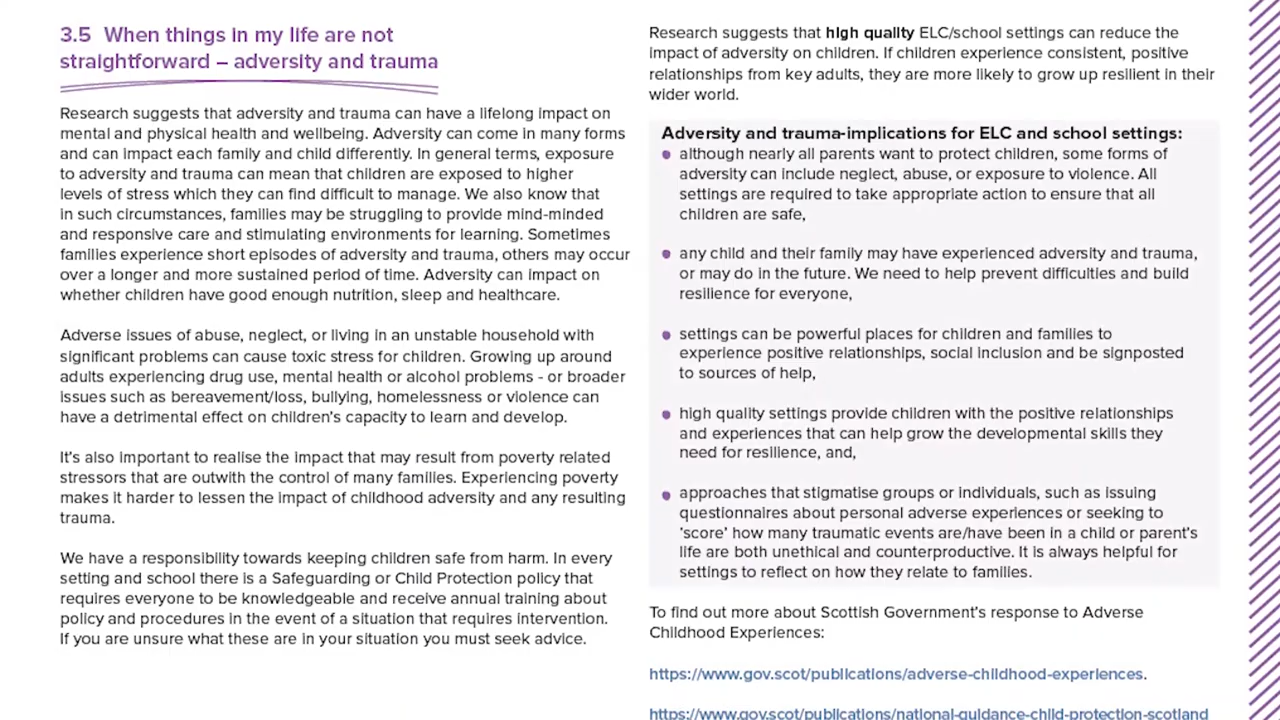 3.5 When things in my life are not
straightforward – adversity and trauma
Research suggests that adversity and trauma can have a lifelong impact on
mental and physical health and wellbeing. Adversity can come in many forms
and can impact each family and child differently. In general terms, exposure
to adversity and trauma can mean that children are exposed to higher
levels of stress which they can find difficult to manage. We also know that
in such circumstances, families may be struggling to provide mind-minded
and responsive care and stimulating environments for learning. Sometimes
families experience short episodes of adversity and trauma, others may occur
over a longer and more sustained period of time. Adversity can impact on
whether children have good enough nutrition, sleep and healthcare.
Adverse issues of abuse, neglect, or living in an unstable household with
significant problems can cause toxic stress for children. Growing up around
adults experiencing drug use, mental health or alcohol problems - or broader
issues such as bereavement/loss, bullying, homelessness or violence can
have a detrimental effect on children's capacity to learn and develop.
It's also important to realise the impact that may result from poverty related
stressors that are outwith the control of many families. Experiencing poverty
makes it harder to lessen the impact of childhood adversity and any resulting
trauma.
We have a responsibility towards keeping children safe from harm. In every
setting and school there is a Safeguarding or Child Protection policy that
requires everyone to be knowledgeable and receive annual training about
policy and procedures in the event of a situation that requires intervention.
If you are unsure what these are in your situation you must seek advice.
Research suggests that high quality ELC/school settings can reduce the
impact of adversity on children. If children experience consistent, positive
relationships from key adults, they are more likely to grow up resilient in their
wider world.
Adversity and trauma-implications for ELC and school settings:
• although nearly all parents want to protect children, some forms of
adversity can include neglect, abuse, or exposure to violence. All
settings are required to take appropriate action to ensure that all
children are safe,
• any child and their family may have experienced adversity and trauma,
or may do in the future. We need to help prevent difficulties and build
resilience for everyone,
• settings can be powerful places for children and families to
experience positive relationships, social inclusion and be signposted
to sources of help,
• high quality settings provide children with the positive relationships
and experiences that can help grow the developmental skills they
need for resilience, and,
• approaches that stigmatise groups or individuals, such as issuing
questionnaires about personal adverse experiences or seeking to
'score' how many traumatic events are/have been in a child or parent's
life are both unethical and counterproductive. It is always helpful for
settings to reflect on how they relate to families.
To find out more about Scottish Government's response to Adverse
Childhood Experiences:
https://www.gov.scot/publications/adverse-childhood-experiences.
https://www.gov.scot/publications/national-guidance-child-protection-scotland